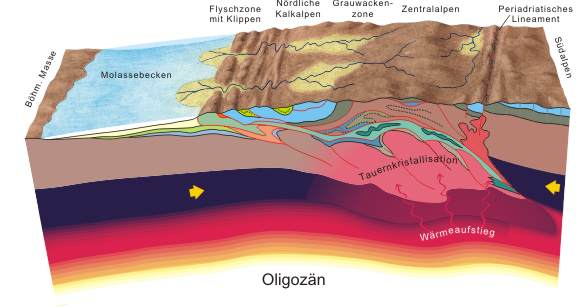 Flyschzone
mit Klippen
Nördliche
Kalkalpen
Grauwacken-
zone
Zentralalpen
Periadriatisches
Lineament
Böhm. Masse
Molassebecken
Südalpen
Tauernkristallisation
Wärmeaufstieg
Oligozän